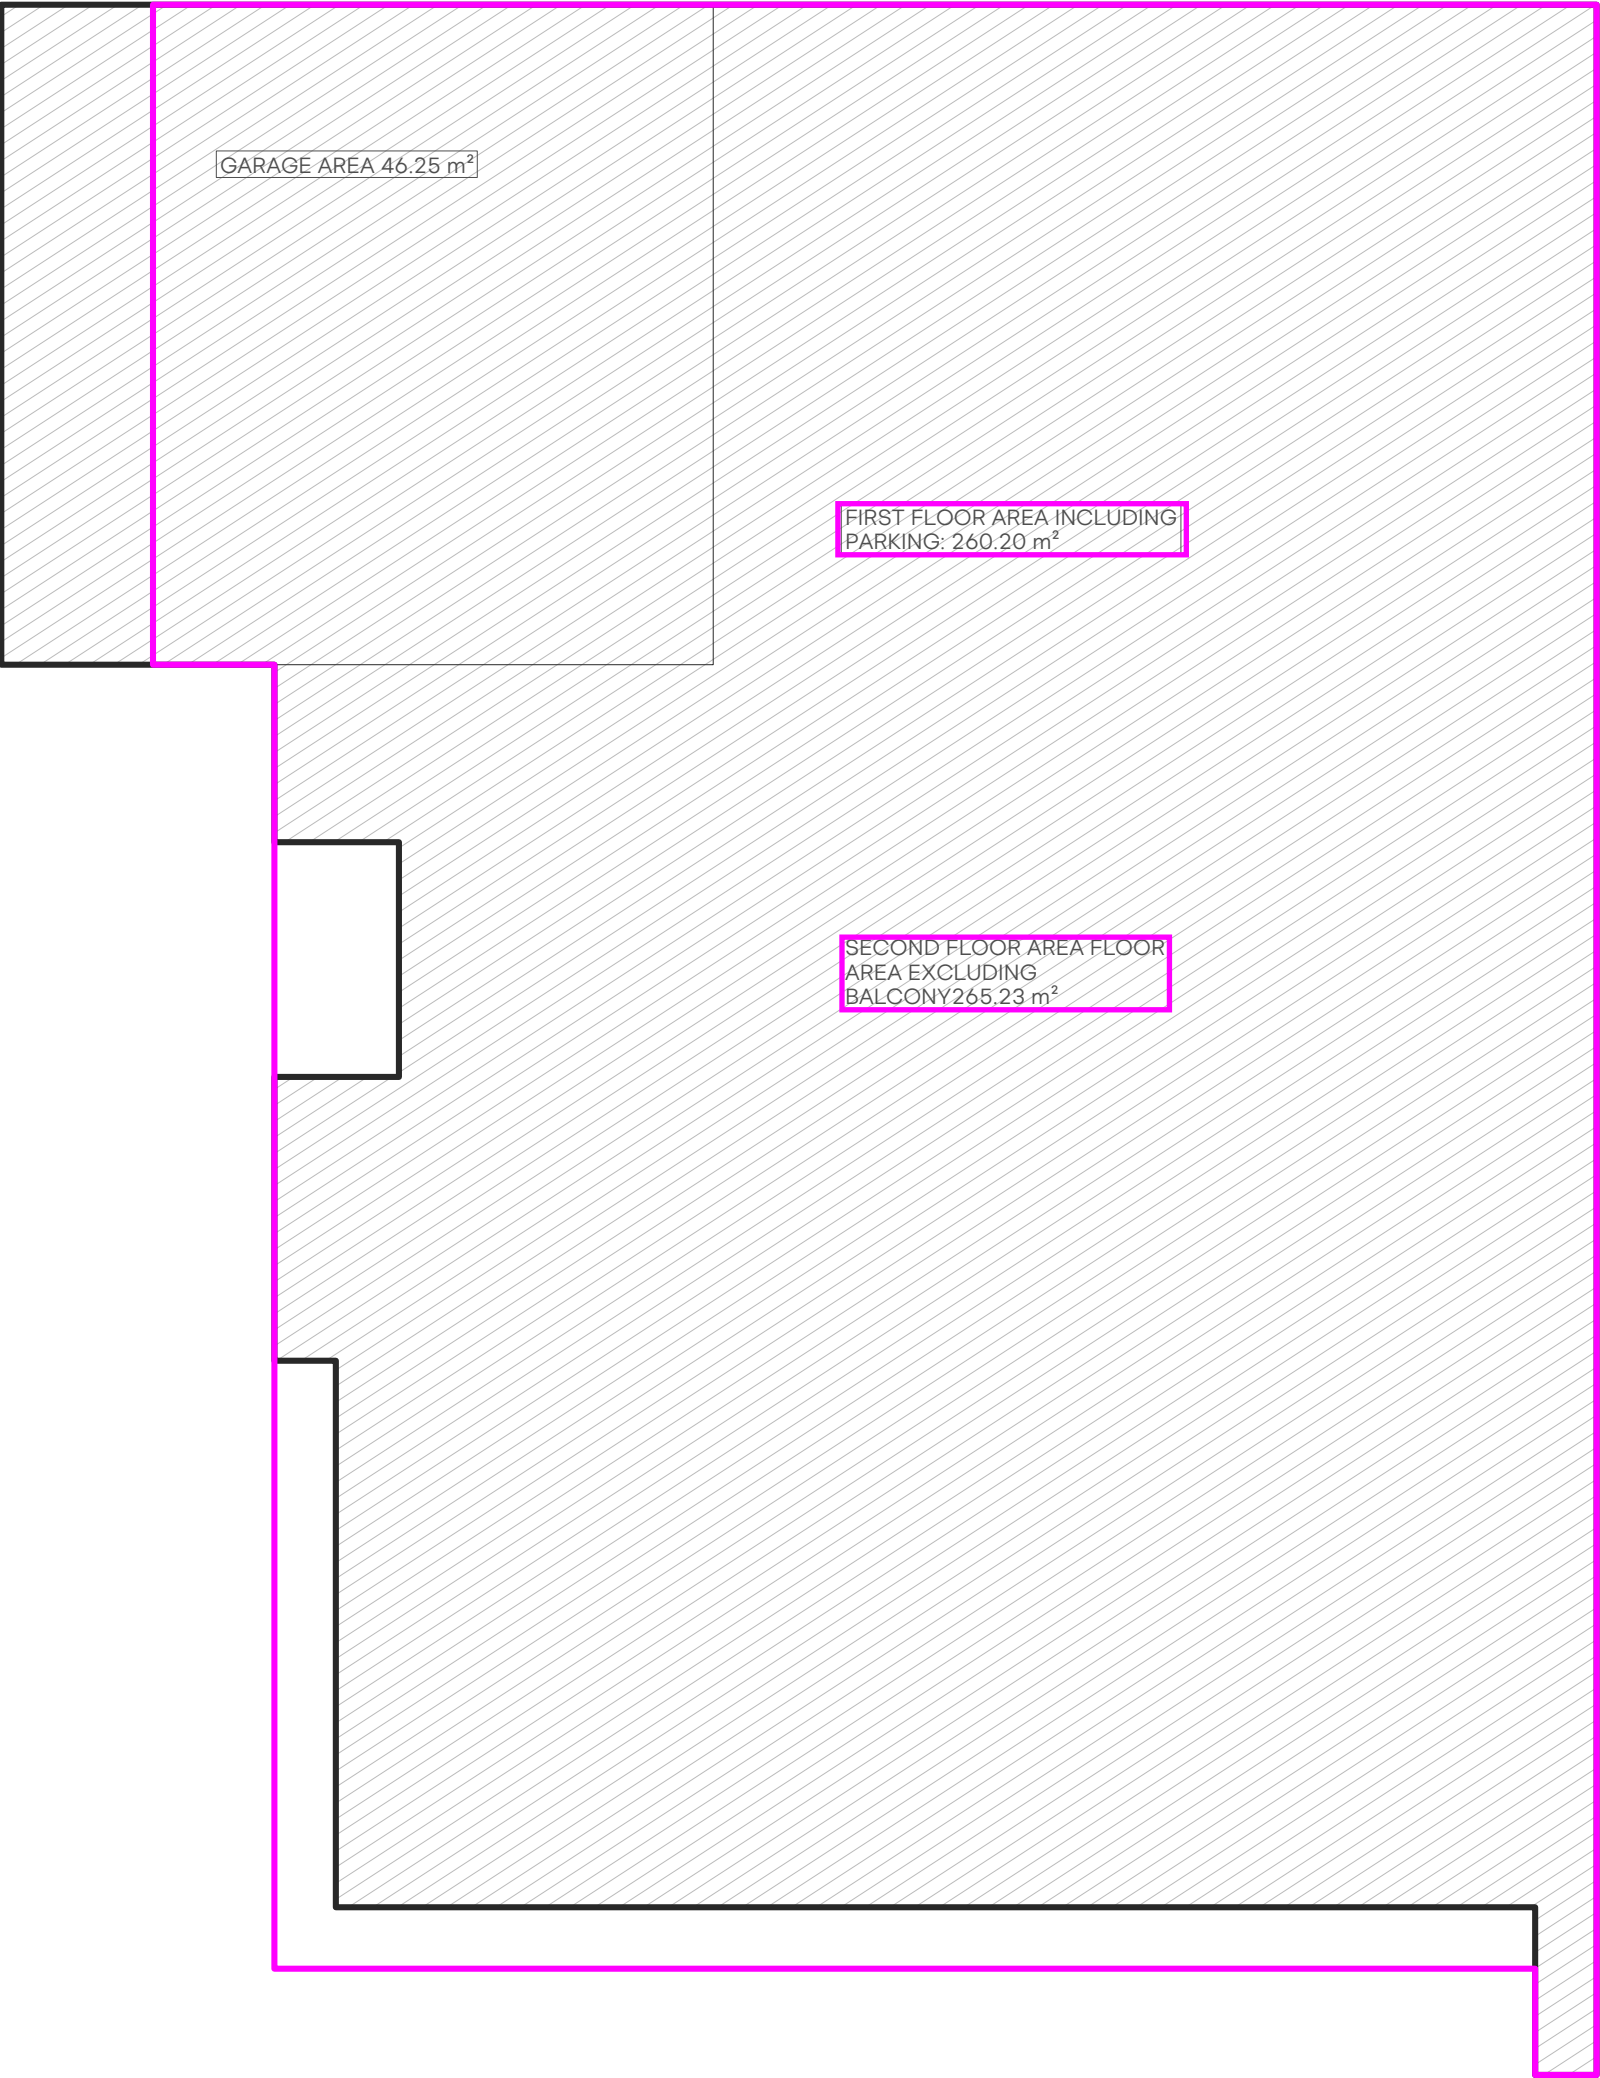 GARAGE AREA 46.25 m²
FIRST FLOOR AREA INCLUDING
PARKING: 260.20 m²
SECOND FLOOR AREA FLOOR
AREA EXCLUDING
BALCONY265.23 m²